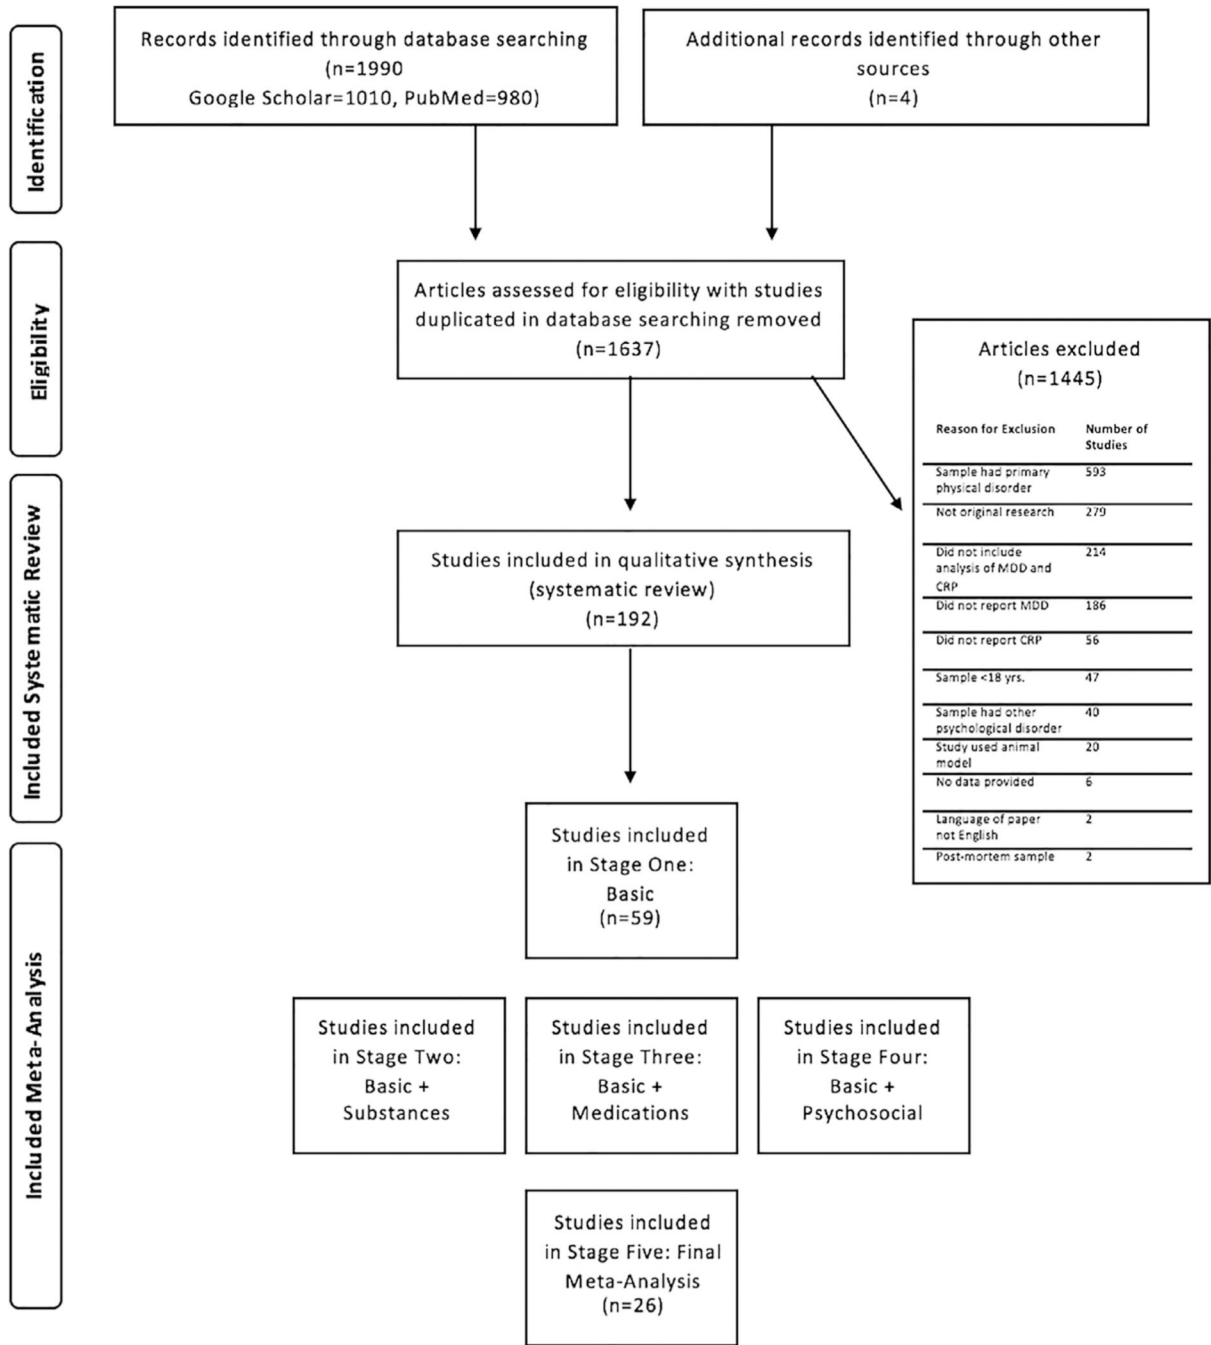 Identification
Records identified through database searching
(n=1990
Google Scholar=1010, PubMed=980)
Additional records identified through other
sources
(n=4)
Eligibility
Articles assessed for eligibility with studies
duplicated in database searching removed
(n=1637)
Articles excluded
(n=1445)
Reason for Exclusion Number of
Studies
Sample had primary 593
physical disorder
Not original research 279
Did not include 214
analysis of MDD and
CRP
Did not report MDD 186
Did not report CRP 56
Sample <18 yrs. 47
Sample had other 40
psychological disorder
Study used animal 20
model
No data provided 6
Language of paper 2
not English
Post-mortem sample 2
Included Systematic Review
Studies included in qualitative synthesis
(systematic review)
(n=192)
Included Meta-Analysis
Studies included
in Stage One:
Basic
(n=59)
Studies included
in Stage Two:
Basic +
Substances
Studies included
in Stage Three:
Basic +
Medications
Studies included
in Stage Four:
Basic +
Psychosocial
Studies included
in Stage Five: Final
Meta-Analysis
(n=26)